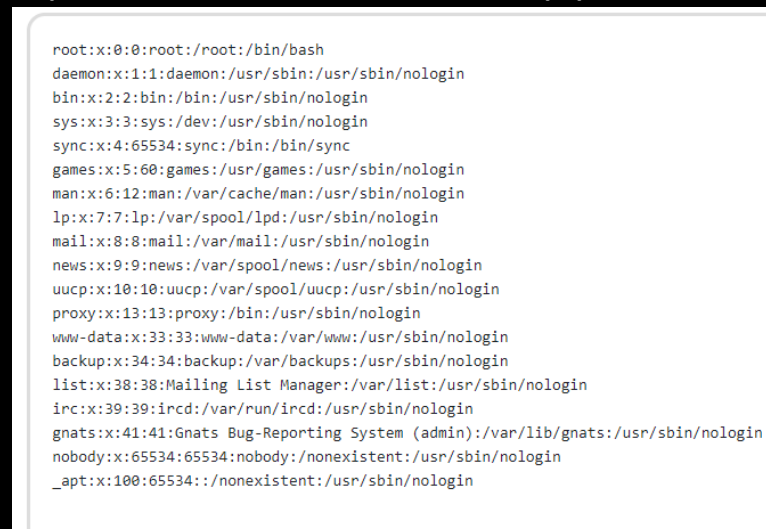 root:x:0:0:root:/root:/bin/bash
daemon:x:1:1:daemon:/usr/sbin:/usr/sbin/nologin
bin:x:2:2:bin:/bin:/usr/sbin/nologin
sys:x:3:3:sys:/dev:/usr/sbin/nologin
sync:x:4:65534:sync:/bin:/bin/sync
games:x:5:60:games:/usr/games:/usr/sbin/nologin
man:x:6:12:man:/var/cache/man:/usr/sbin/nologin
lp:x:7:7:lp:/var/spool/lpd:/usr/sbin/nologin
mail:x:8:8:mail:/var/mail:/usr/sbin/nologin
news:x:9:9:news:/var/spool/news:/usr/sbin/nologin
uucp:x:10:10:uucp:/var/spool/uucp:/usr/sbin/nologin
proxy:x:13:13:proxy:/bin:/usr/sbin/nologin
www-data:x:33:33:www-data:/var/www:/usr/sbin/nologin
backup:x:34:34:backup:/var/backups:/usr/sbin/nologin
list:x:38:38:Mailing List Manager:/var/list:/usr/sbin/nologin
irc:x:39:39:ircd:/var/run/ircd:/usr/sbin/nologin
gnats:x:41:41:Gnats Bug-Reporting System (admin):/var/lib/gnats:/usr/sbin/nologin
nobody:x:65534:65534:nobody:/nonexistent:/usr/sbin/nologin
_apt:x:100:65534::/nonexistent:/usr/sbin/nologin